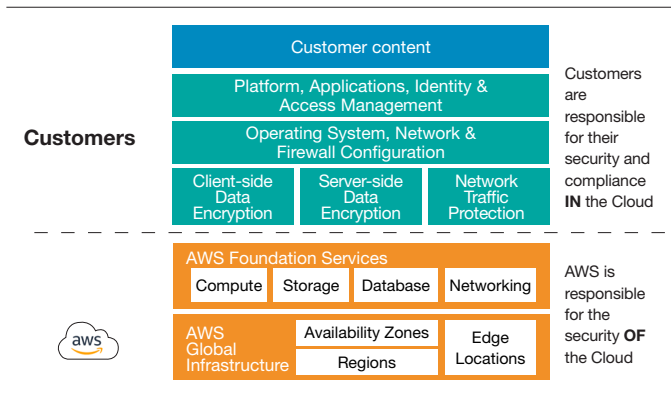 Customer content
Platform, Applications, Identity &
Access Management
Customers
Operating System, Network &
Firewall Configuration
Client-side
Data
Encryption
Server-side
Data
Encryption
Network
Traffic
Protection
Customers
are
responsible
for their
security and
compliance
IN the Cloud
AWS Foundation Services
Compute
Storage
Database
Networking
AWS is
responsible
for the
security OF
the Cloud
aws
AWS
Global
Infrastructure
Availability Zones
Regions
Edge
Locations